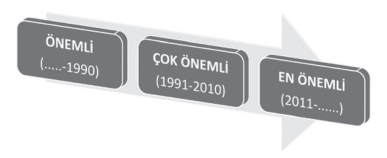 ÖNEMLİ
(.....-1990)
ÇOK ÖNEMLİ
(1991-2010)
EN ÖNEMLİ
(2011-......)